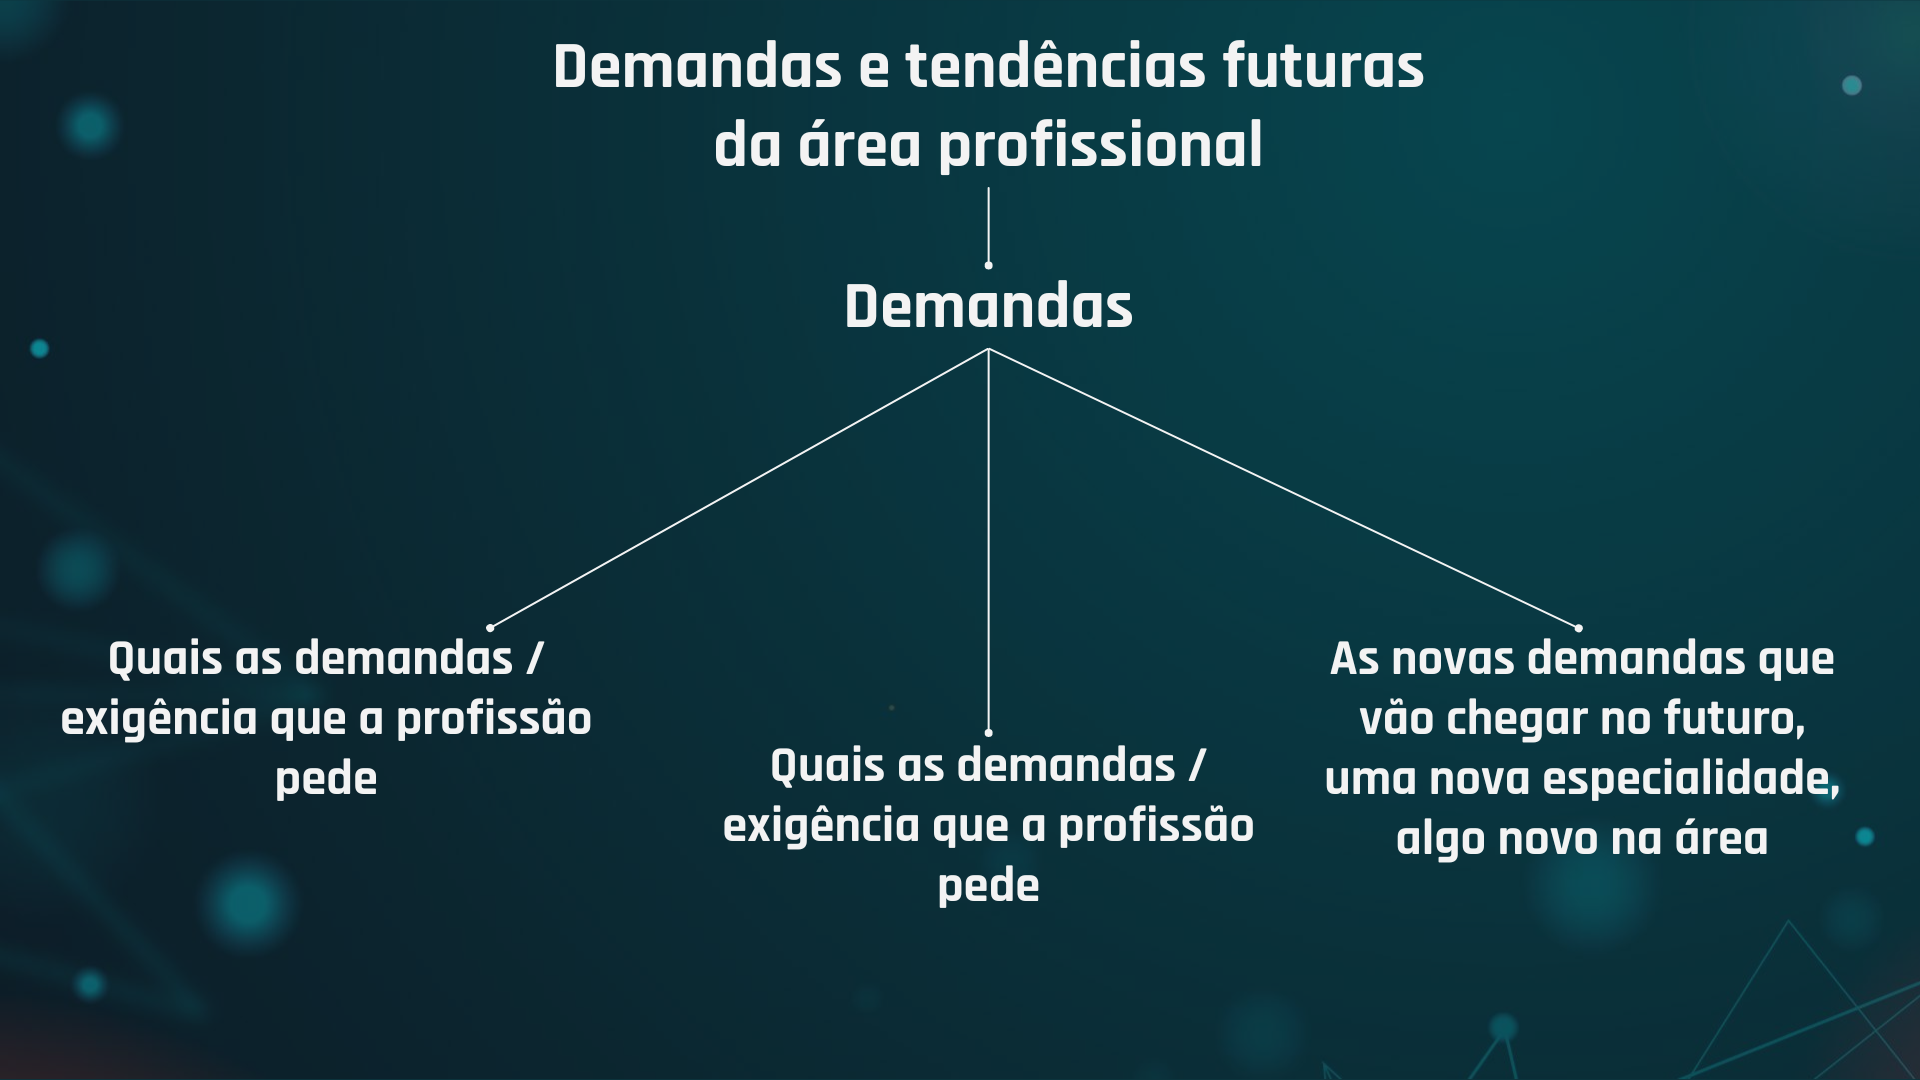 Demandas e tendências futuras
da área profissional
Demandas
Quais as demandas /
exigência que a profissão
pede
Quais as demandas /
exigência que a profissão
pede
As novas demandas que
vão chegar no futuro,
uma nova especialidade,
algo novo na área